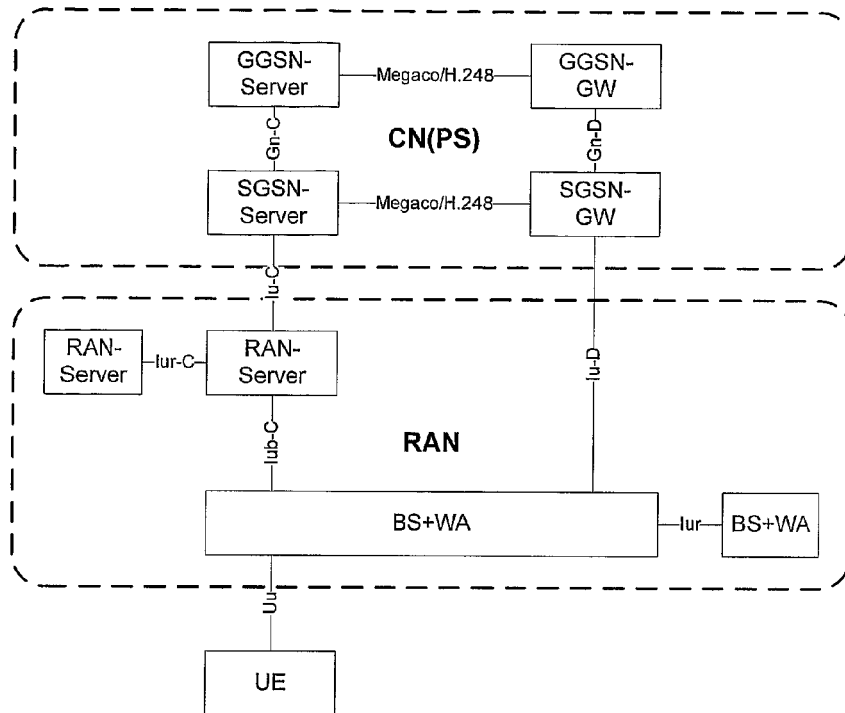 GGSN-
Server
Megaco/H.248
GGSN-
GW
Gn-C
CN(PS)
Gn-D
SGSN-
Server
Megaco/H.248
SGSN-
GW
Iu-C
RAN-
Server
Iur-C
RAN-
Server
Iu-D
Iub-C
RAN
BS+WA
Iur
BS+WA
Uu
UE